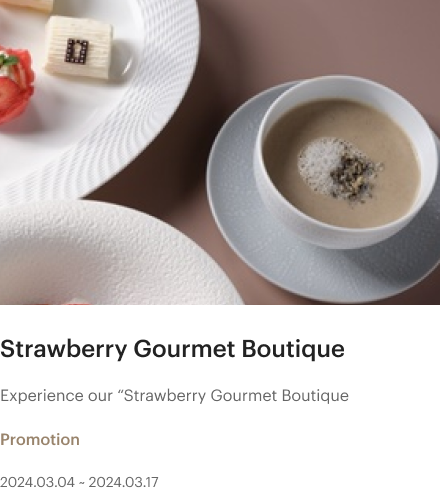 Strawberry Gourmet Boutique
Experience our “Strawberry Gourmet Boutique
Promotion
2024.03.04 ~ 2024.03.17